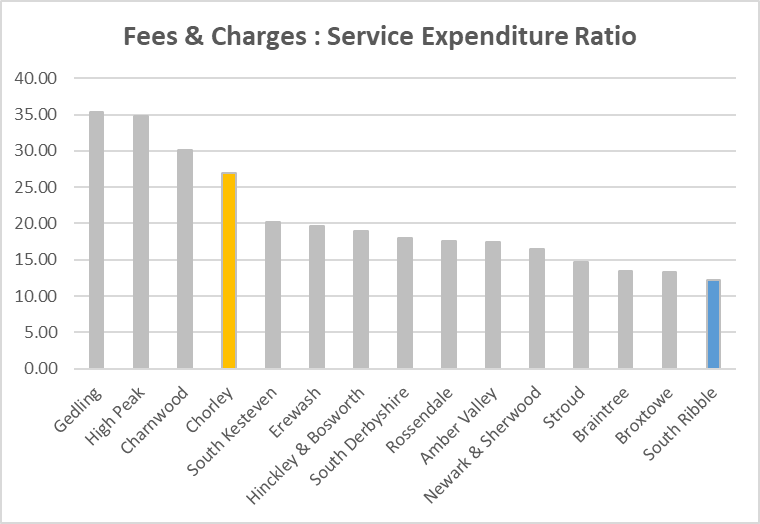 Fees & Charges : Service Expenditure Ratio
40.00
35.00
30.00
25.00
20.00
15.00
10.00
5.00
0.00
Gedling
High Peak
Charnwood
Chorley
South Kesteven
Erewash
Hinckley & Bosworth
South Derbyshire
Rossendale
Amber Valley
Newark & Sherwood
Stroud
Braintree
Broxtowe
South Ribble